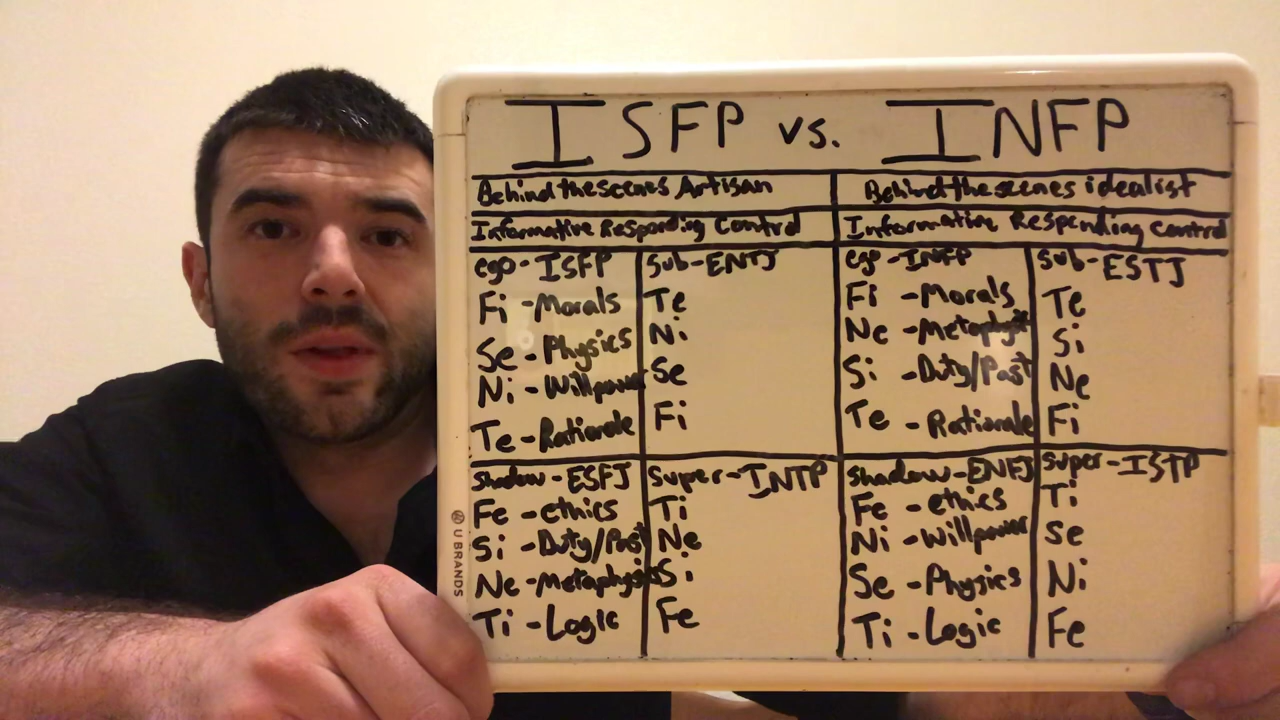 ISFP vs. INFP
Behind the scenes Artisan
Behind the scenes idealist
Informative Responding Control
Informative Responding Control
ego-ISFP
Fi - Morals
Se - Physics
Ni - Willpower
Te - Rationale
Sub-ENTJ
Te
Ni
Se
Fi
ego-INFP
Fi - Morals
Ne - Metaphysi
Si - Duty/Past
Te - Rationale
Sub-ESTJ
Te
Si
Ne
Fi
Shadow-ESFJ
Fe - ethics
Si - Duty/Past
Ne - Metaphysics
Ti - Logic
Super-INTP
Ti
Ne
Si
Fe
Shadow-ENFJ
Fe - ethics
Ni - Willpower
Se - Physics
Ti - Logic
Super-ISTP
Ti
Se
Ni
Fe
U BRANDS